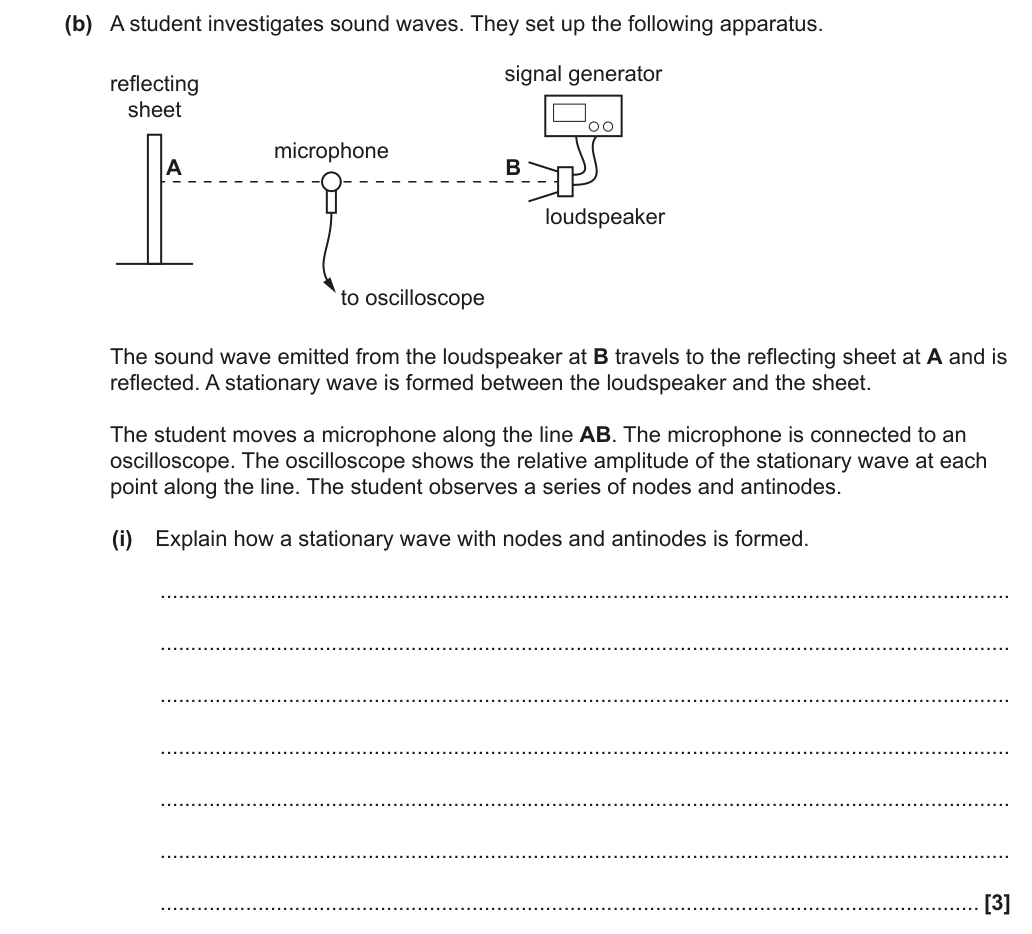 (b) A student investigates sound waves. They set up the following apparatus.
signal generator
reflecting
sheet
microphone
A
B
loudspeaker
to oscilloscope
The sound wave emitted from the loudspeaker at B travels to the reflecting sheet at A and is
reflected. A stationary wave is formed between the loudspeaker and the sheet.
The student moves a microphone along the line AB. The microphone is connected to an
oscilloscope. The oscilloscope shows the relative amplitude of the stationary wave at each
point along the line. The student observes a series of nodes and antinodes.
(i) Explain how a stationary wave with nodes and antinodes is formed.
[3]